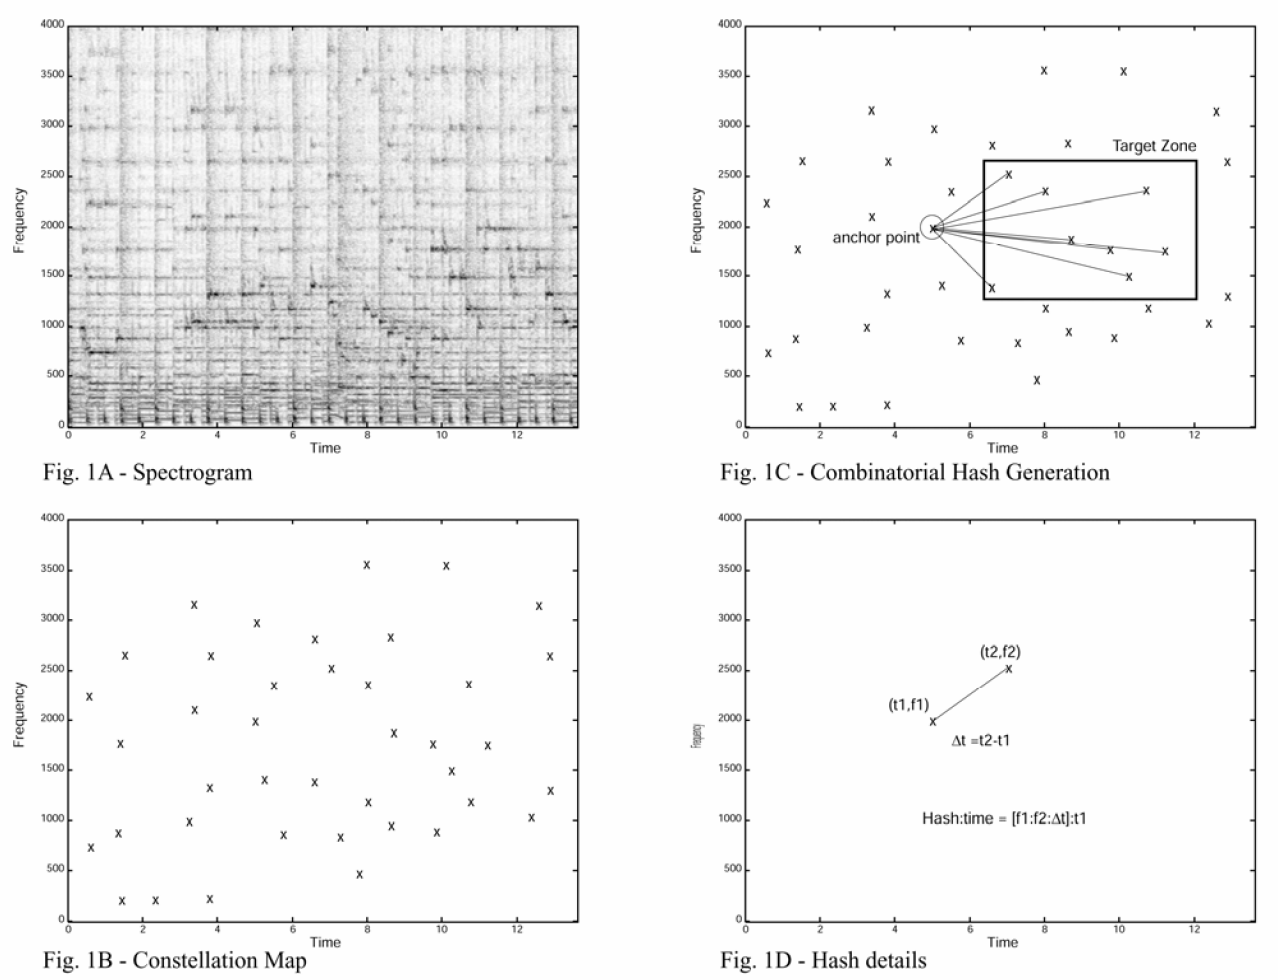 4000
3500
3000
2500
2000
1500
1000
500
0
Frequency
0 2 4 6 8 10 12
Time
Fig. 1A - Spectrogram
4000
3500
3000
2500
2000
1500
1000
500
0
Frequency
Target Zone
anchor point
0 2 4 6 8 10 12
Time
Fig. 1C - Combinatorial Hash Generation
4000
3500
3000
2500
2000
1500
1000
500
0
Frequency
0 2 4 6 8 10 12
Time
Fig. 1B - Constellation Map
4000
3500
3000
2500
2000
1500
1000
500
0
Frequency
(t2,f2)
(t1,f1)
Δt =t2-t1
Hash:time = [f1:f2:Δt]:t1
0 2 4 6 8 10 12
Time
Fig. 1D - Hash details